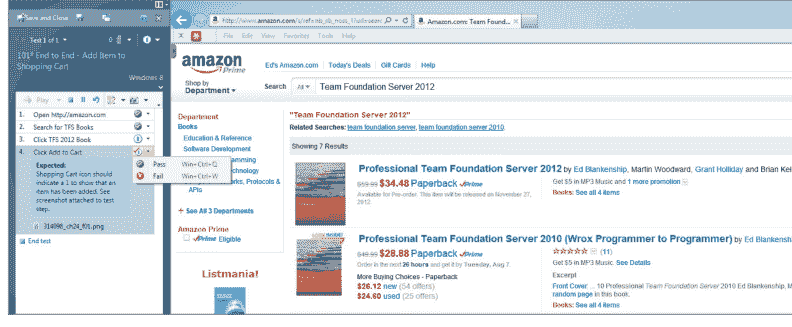 Save and Close
Test 1 of 1
101* End to End - Add Item to
Shopping Cart
Windows 8
Play
1. Open http://amazon.com
2. Search for TFS Books
3. Click TFS 2012 Book
4. Click Add to Cart
Expected:
Shopping Cart icon should
indicate a 1 to show that an
item has been added. See
screenshot attached to test
step.
314098_ch24_f01.png
End test
Pass Win+Ctrl+Q
Fail Win+Ctrl+W
Amazon.com: Team Found...
File Edit View Favorites Tools Help
amazon
Prime
Ed's Amazon.com Today's Deals Gift Cards Help
Shop by
Department
Search All Team Foundation Server 2012
Department
Books
Education & Reference
Software Development
APIs
See All 3 Departments
Amazon Prime
Prime Eligible
Listmania!
"Team Foundation Server 2012"
Related Searches: team foundation server, team foundation server 2010.
Showing 7 Results
Professional Team Foundation Server 2012 by Ed Blankenship, Martin Woodward, Grant Holliday and Brian Kel
$59.99 $34.48 Paperback Prime
Available for Pre-order. This item will be released on November 27,
2012
Get $5 in MP3 Music and 1 more promotion
Books: See all 4 items
Professional Team Foundation Server 2010 (Wrox Programmer to Programmer) by Ed Blankensh
$49.99 $28.88 Paperback Prime
Order in the next 26 hours and get it by Tuesday, Aug 7
More Buying Choices - Paperback
$26.12 new (54 offers)
$24.60 used (25 offers)
(11)
Get $5 in MP3 Music. See Details
Excerpt
Front Cover ... 10 Professional Team Foundation Server 2010 Ed Blankenship, M
random page in this book.
Books: See all 4 items